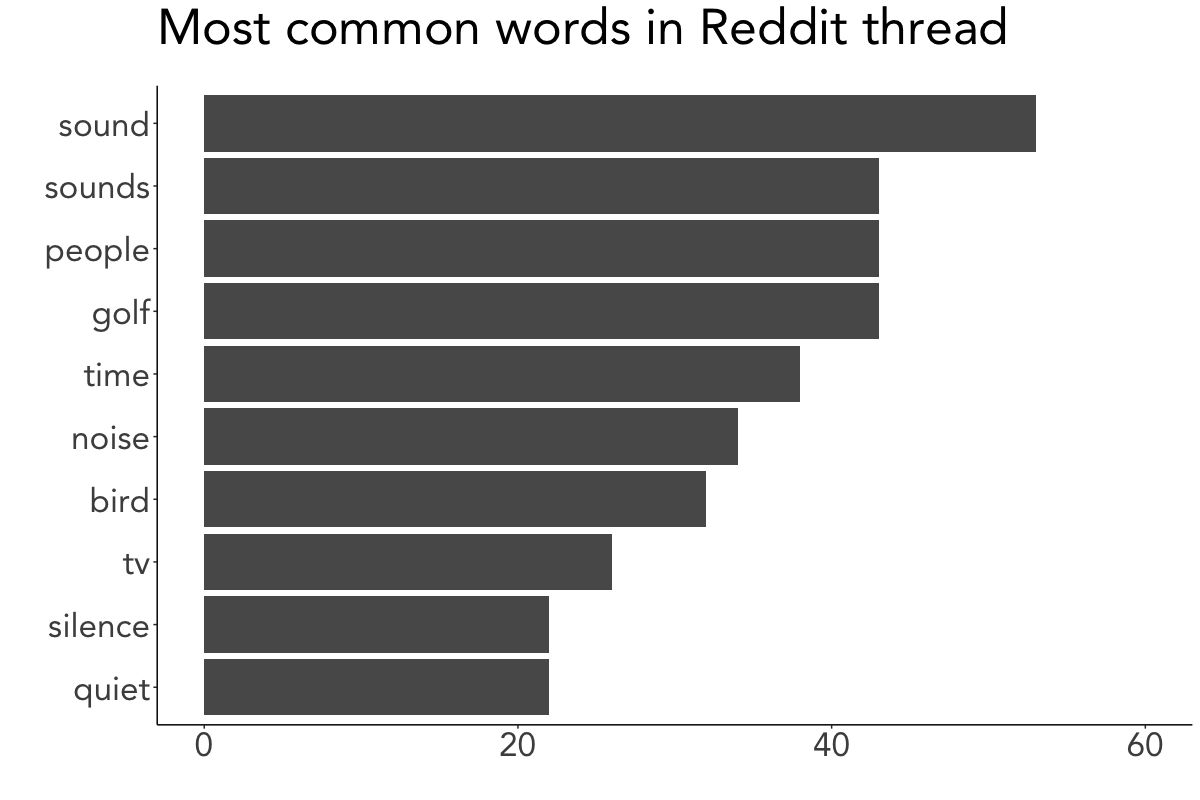 Most common words in Reddit thread
sound
sounds
people
golf
time
noise
bird
tv
silence
quiet
0 20 40 60